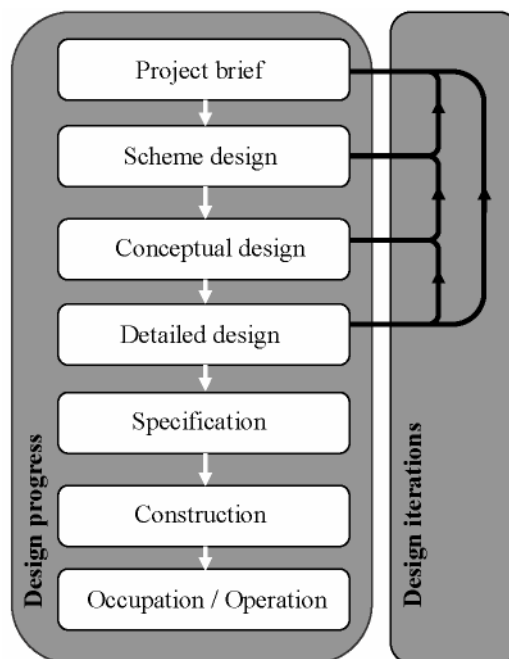 Project brief
Scheme design
Conceptual design
Detailed design
Specification
Construction
Occupation / Operation
Design progress
Design iterations